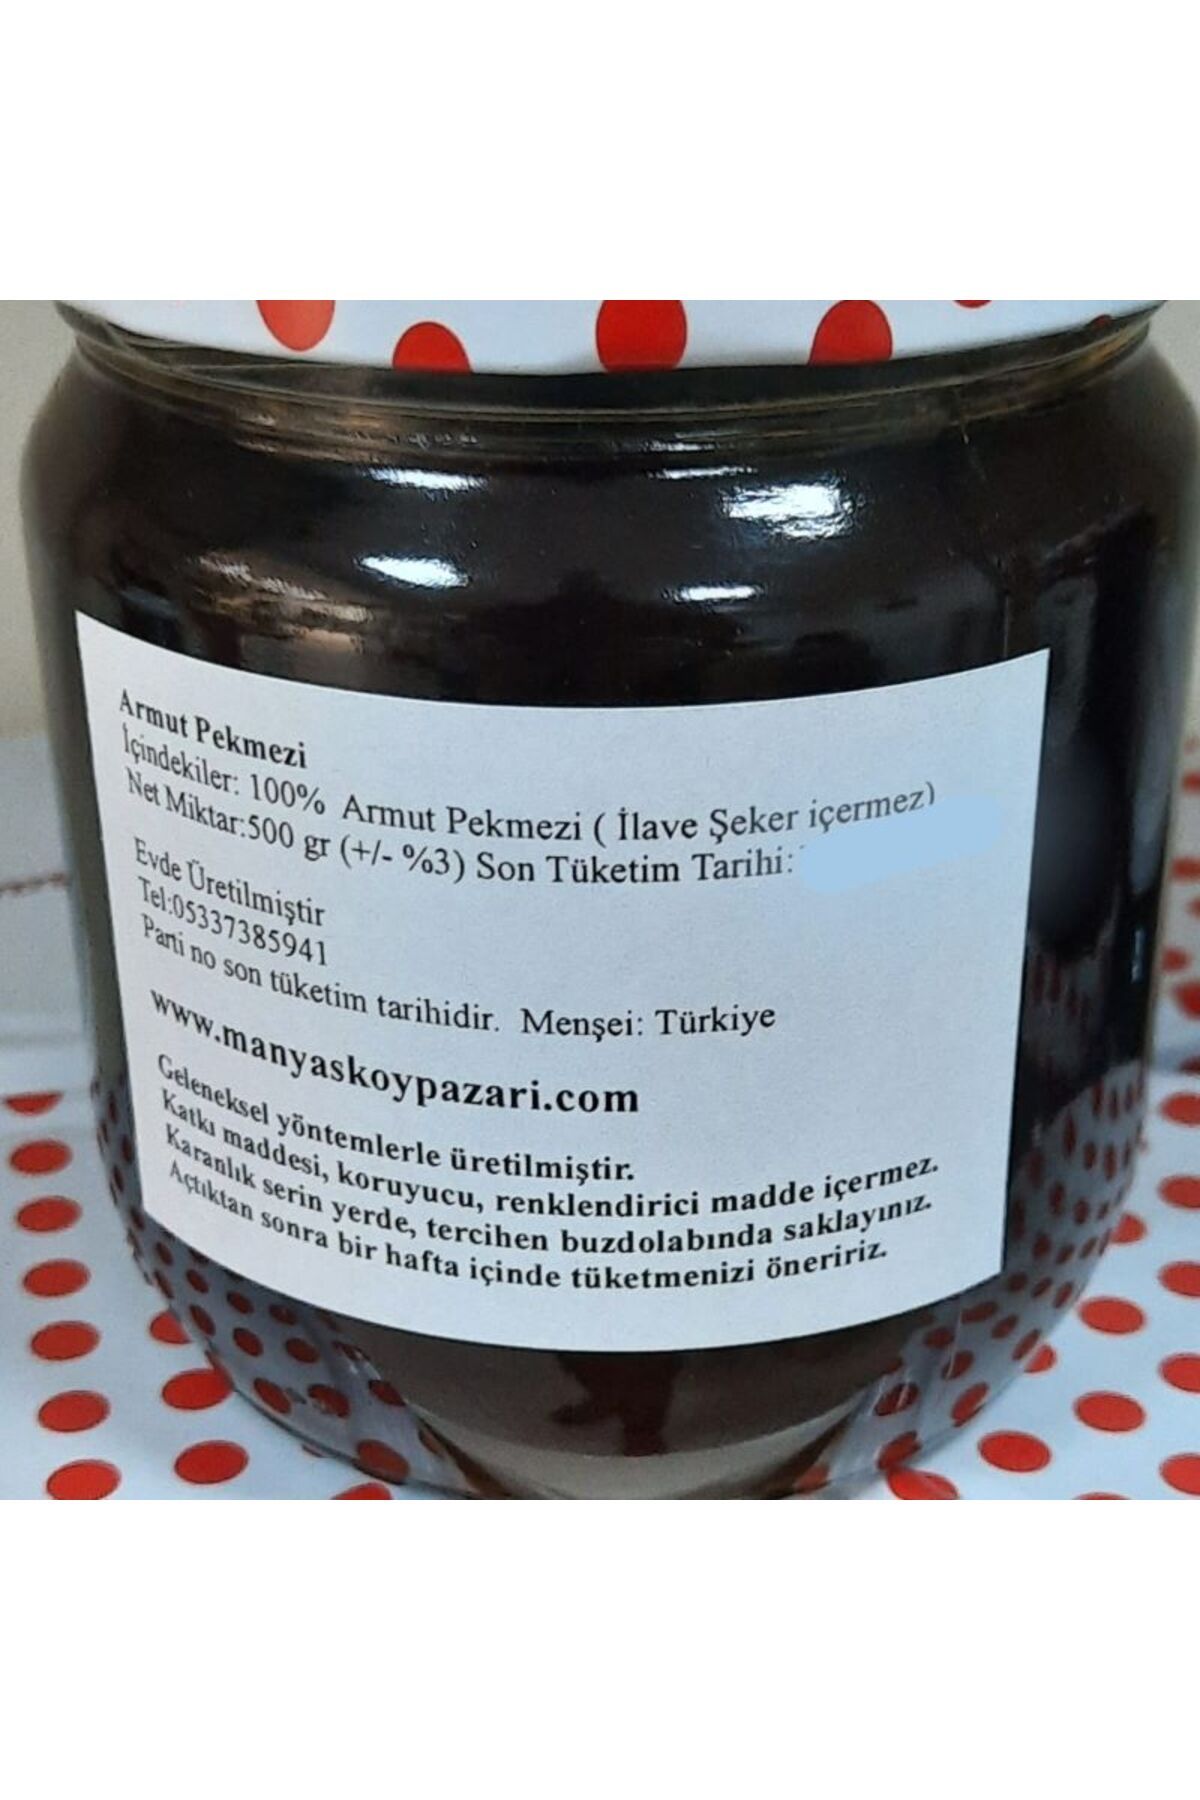 Armut Pekmezi
İçindekiler: 100% Armut Pekmezi ( İlave Şeker içermez)
Net Miktar:500 gr (+/- %3) Son Tüketim Tarihi:
Evde Üretilmiştir
Tel:05337385941
Parti no son tüketim tarihidir. Menşei: Türkiye
www.manyaskoypazari.com
Geleneksel yöntemlerle üretilmiştir.
Katkı maddesi, koruyucu, renklendirici madde içermez.
Karanlık serin yerde, tercihen buzdolabında saklayınız.
Açtıktan sonra bir hafta içinde tüketmenizi öneririz.